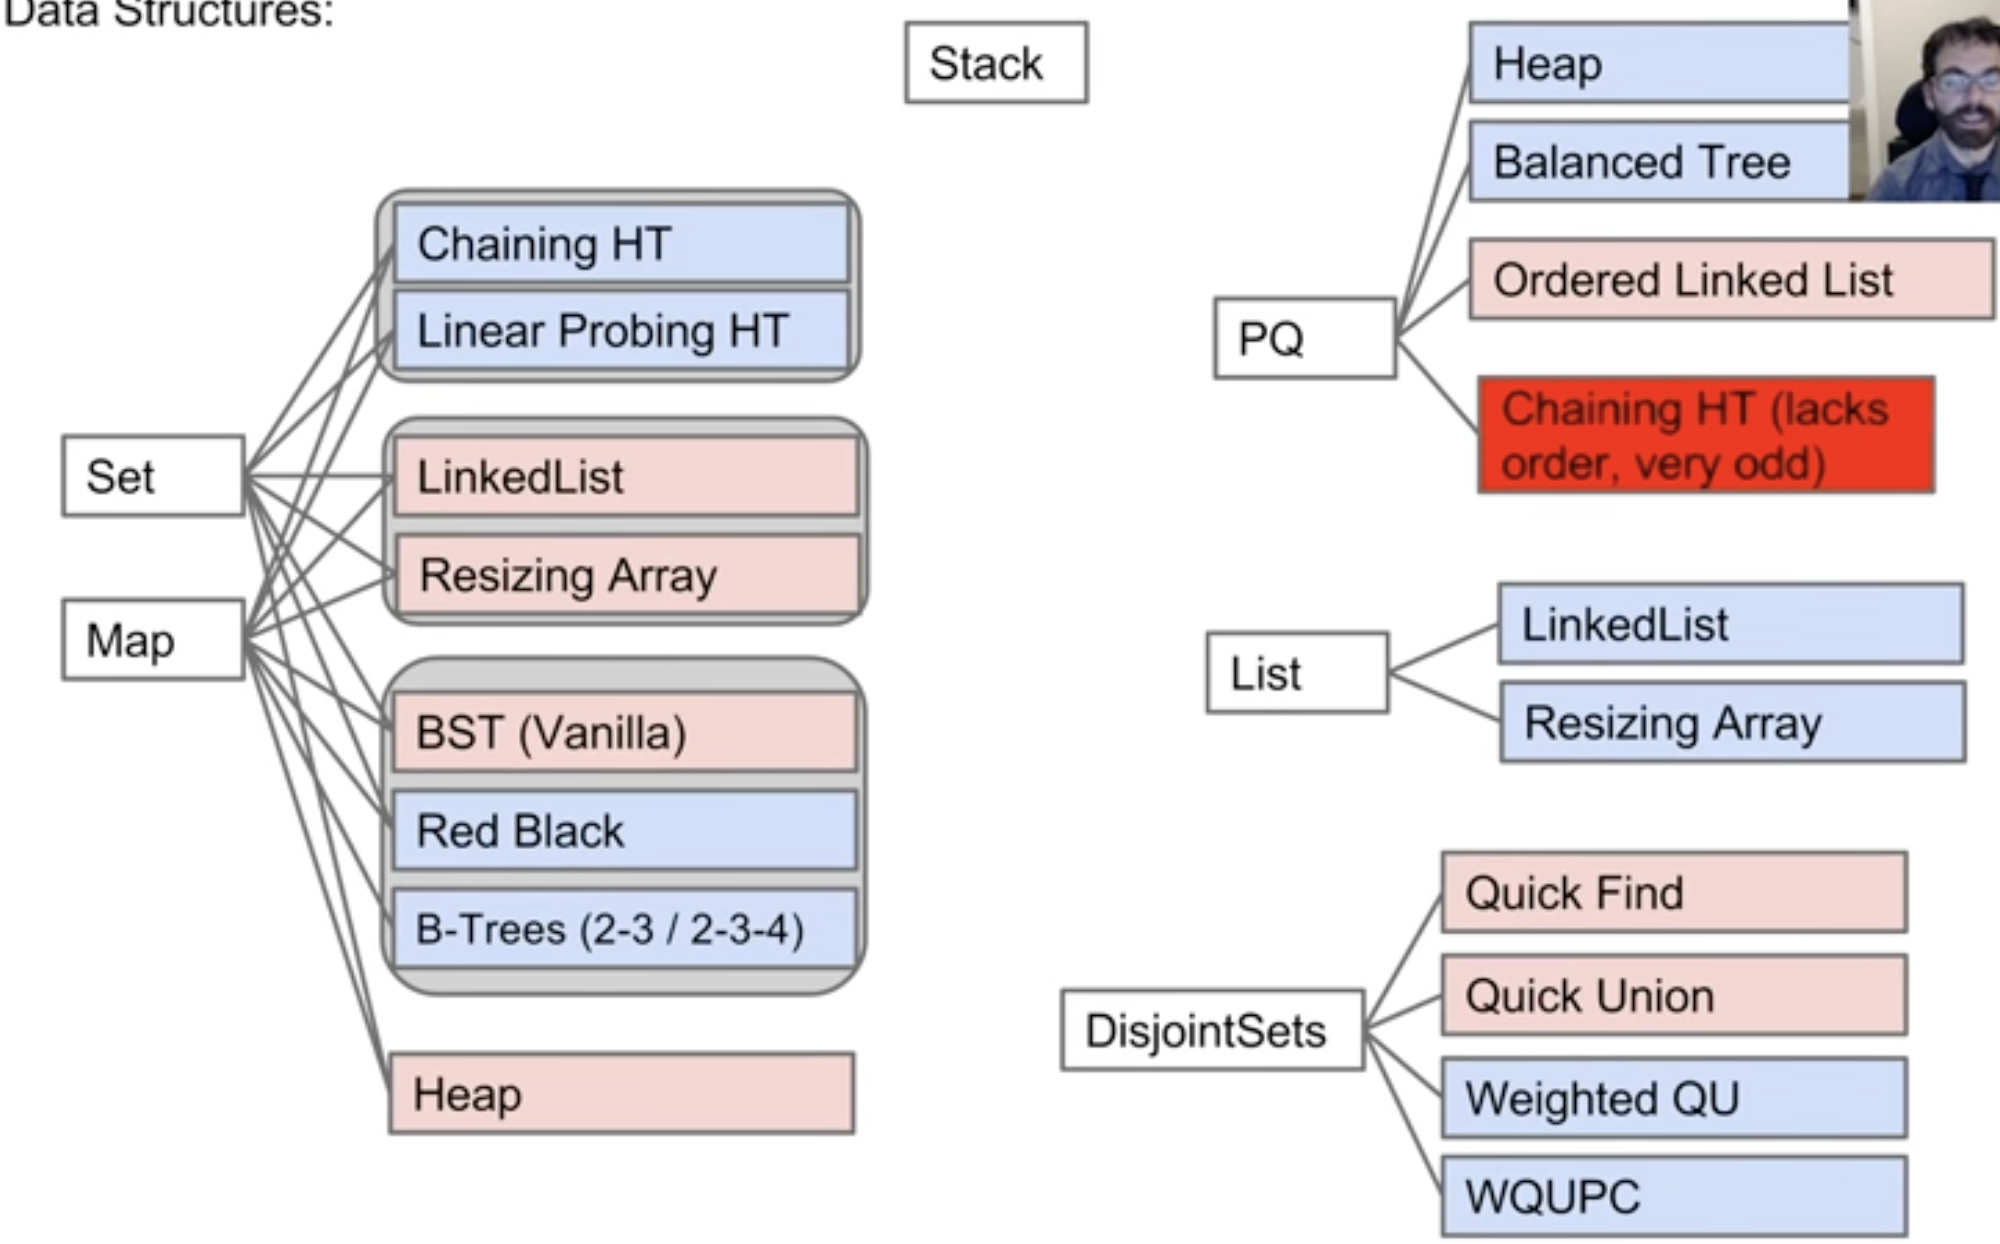 Data Structures:
Stack
Set
Map
Chaining HT
Linear Probing HT
LinkedList
Resizing Array
BST (Vanilla)
Red Black
B-Trees (2-3 / 2-3-4)
Heap
PQ
Heap
Balanced Tree
Ordered Linked List
Chaining HT (lacks
order, very odd)
List
LinkedList
Resizing Array
DisjointSets
Quick Find
Quick Union
Weighted QU
WQUPC